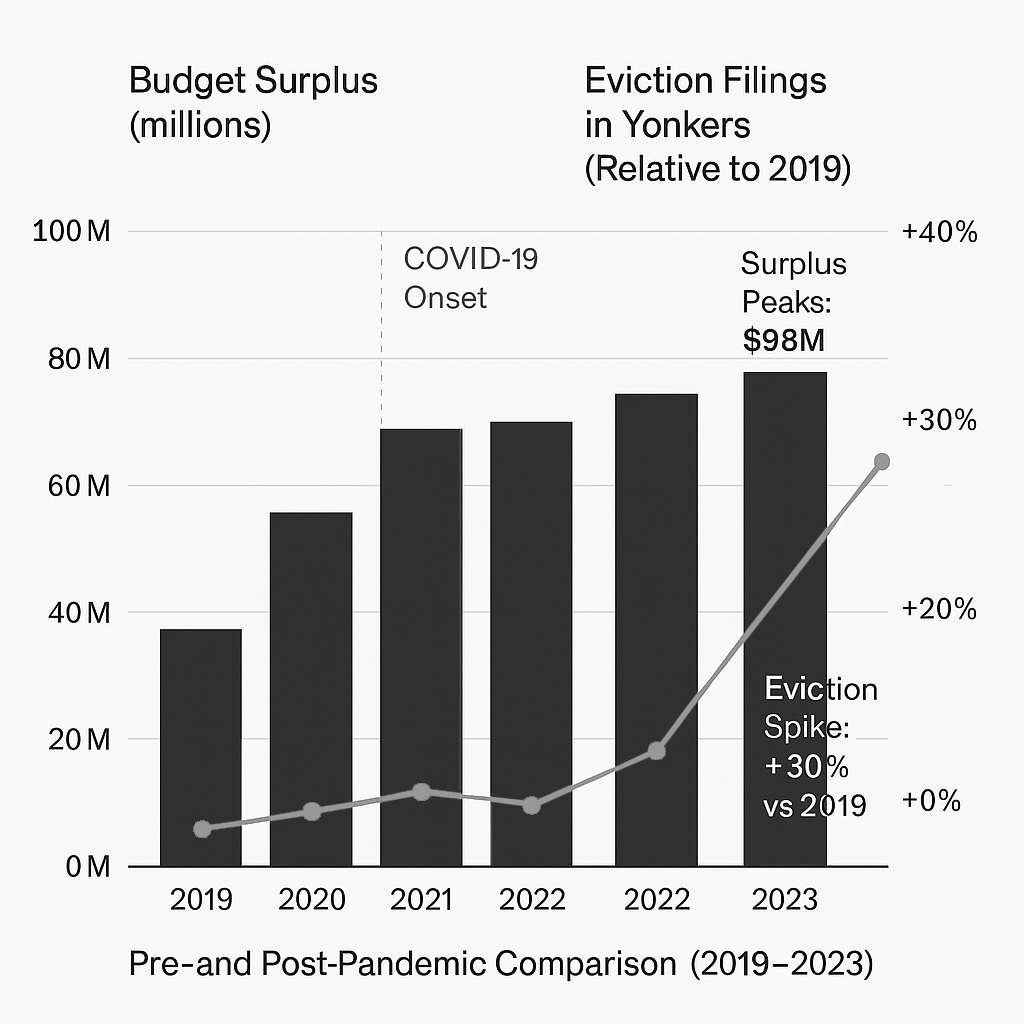 Budget Surplus
(millions)
Eviction Filings
in Yonkers
(Relative to 2019)
100 M
80 M
60 M
40 M
20 M
0 M
COVID-19
Onset
Surplus
Peaks:
$98M
Eviction
Spike:
+30%
vs 2019
+40%
+30%
+20%
+0%
2019 2020 2021 2022 2022 2023
Pre-and Post-Pandemic Comparison (2019–2023)